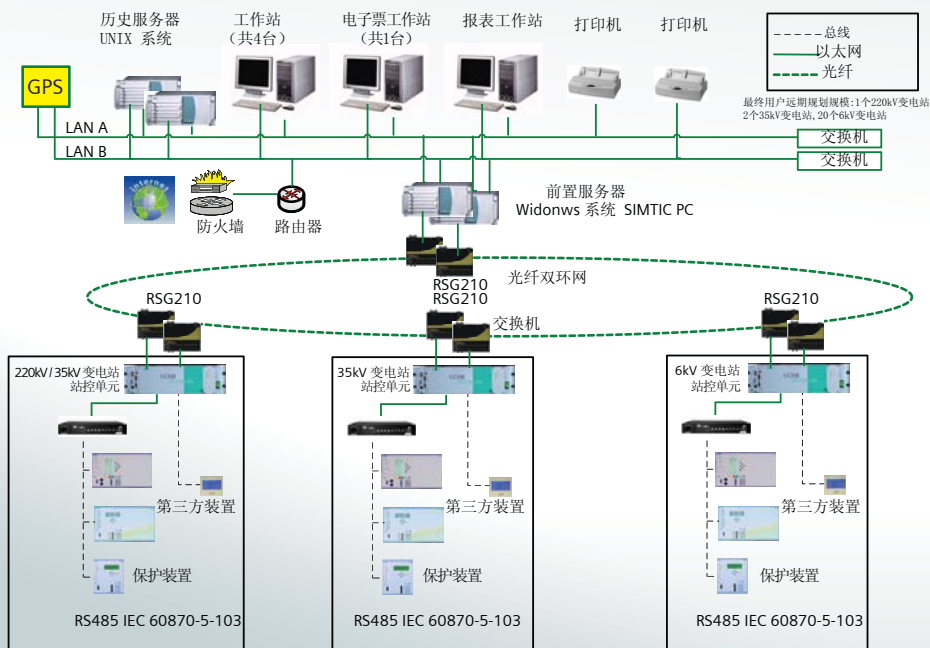 历史服务器
UNIX 系统
工作站
（共4台）
电子票工作站
（共1台）
报表工作站
打印机
打印机
总线
以太网
光纤
最终用户远期规划规模:1个220kV变电站
2个35kV变电站, 20个6kV变电站
GPS
LAN A
LAN B
交换机
交换机
internet
防火墙
路由器
前置服务器
Widonws 系统 SIMTIC PC
光纤双环网
RSG210
RSG210
RSG210
RSG210
交换机
220kV/35kV 变电站
站控单元
第三方装置
保护装置
RS485 IEC 60870-5-103
35kV 变电站
站控单元
第三方装置
保护装置
RS485 IEC 60870-5-103
6kV 变电站
站控单元
第三方装置
保护装置
RS485 IEC 60870-5-103